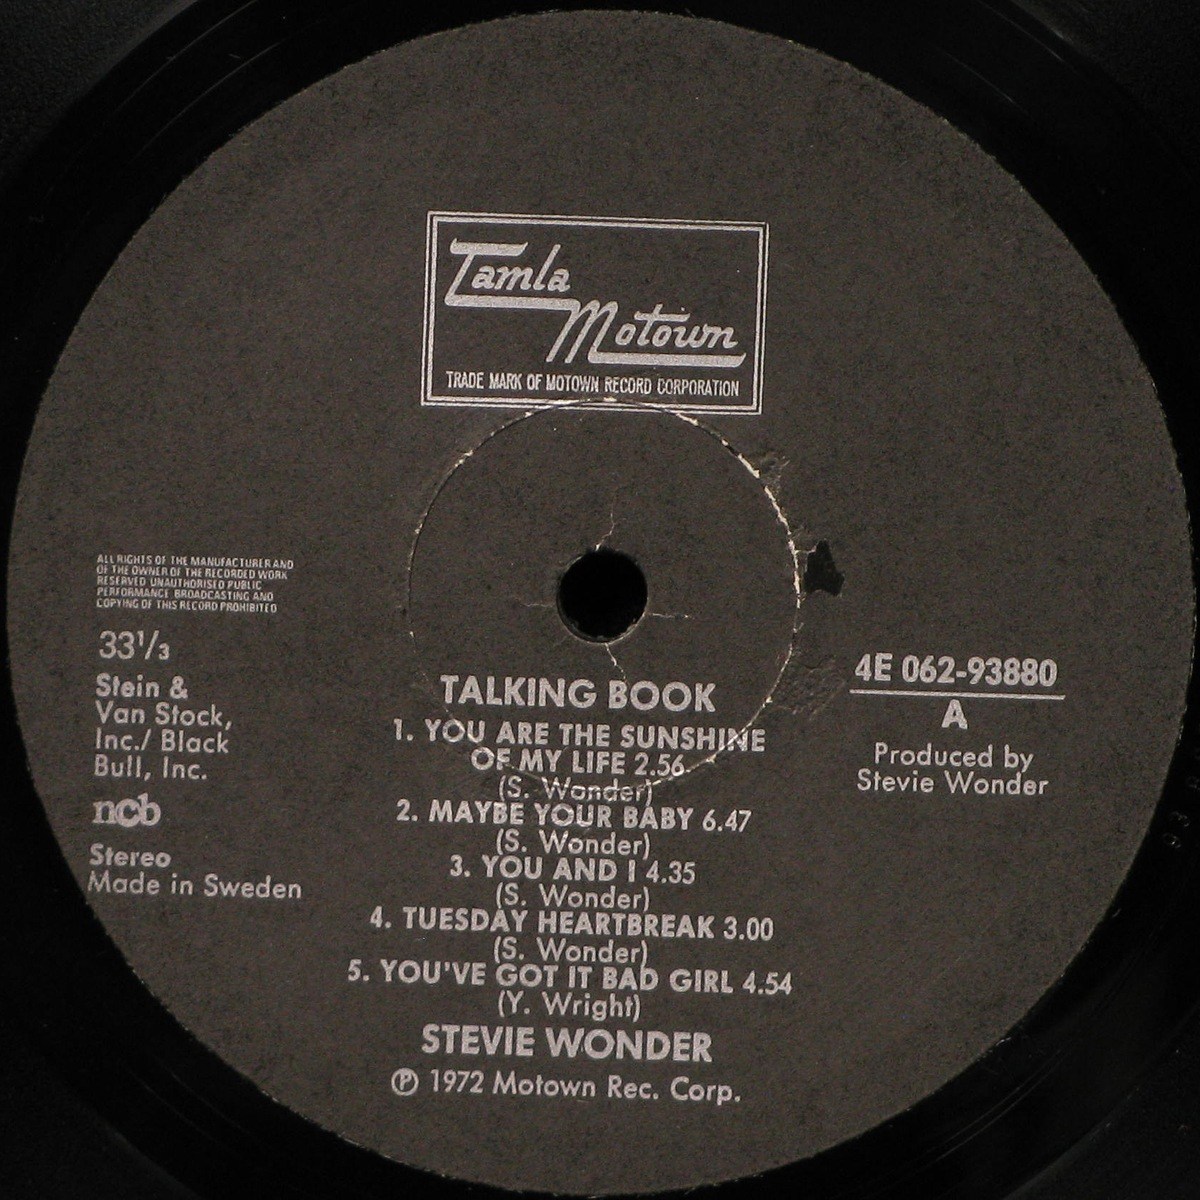 Tamla
Motown
TRADE MARK OF MOTOWN RECORD CORPORATION
ALL RIGHTS OF THE MANUFACTURER AND
OF THE OWNER OF THE RECORDED WORK
RESERVED UNAUTHORISED PUBLIC
PERFORMANCE BROADCASTING AND
COPYING OF THIS RECORD PROHIBITED
33 1/3
Stein &
Van Stock,
Inc./ Black
Bull, Inc.
ncb
Stereo
Made in Sweden
4E 062-93880
A
Produced by
Stevie Wonder
TALKING BOOK
1. YOU ARE THE SUNSHINE
OF MY LIFE 2.56
(S. Wonder)
2. MAYBE YOUR BABY 6.47
(S. Wonder)
3. YOU AND I 4.35
(S. Wonder)
4. TUESDAY HEARTBREAK 3.00
(S. Wonder)
5. YOU'VE GOT IT BAD GIRL 4.54
(Y. Wright)
STEVIE WONDER
℗ 1972 Motown Rec. Corp.